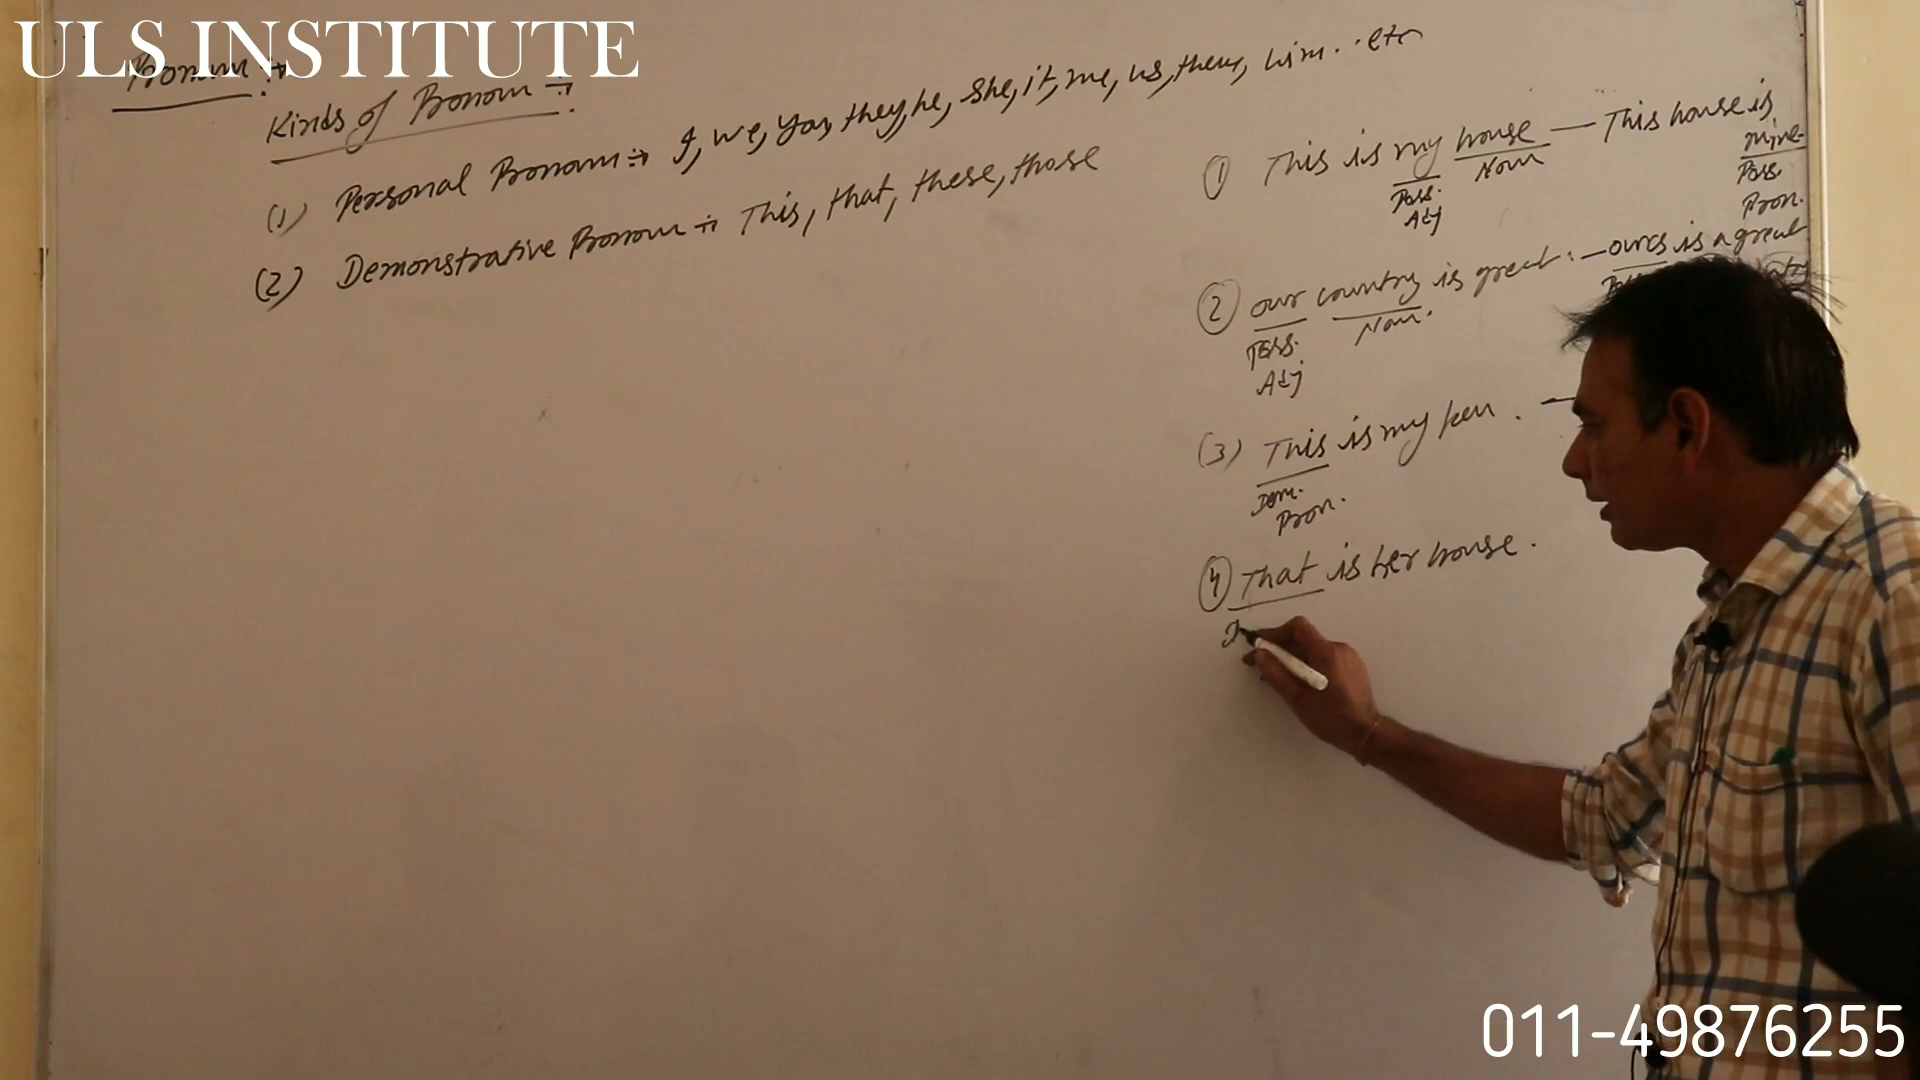 ULS INSTITUTE
Pronoun :→
Kinds of Pronoun :→
(1) Personal Pronoun :→ I, we, you, they, he, She, it, me, us, them, him...etc
(2) Demonstrative Pronoun :→ This, that, these, those
① This is my house — This house is
mine.
Poss. Adj
Noun
Poss. Pron.
② our country is great. — ours is a great
Poss. Adj
Noun.
(3) This is my pen. —
Dem. Pron.
④ That is her house.
011-49876255